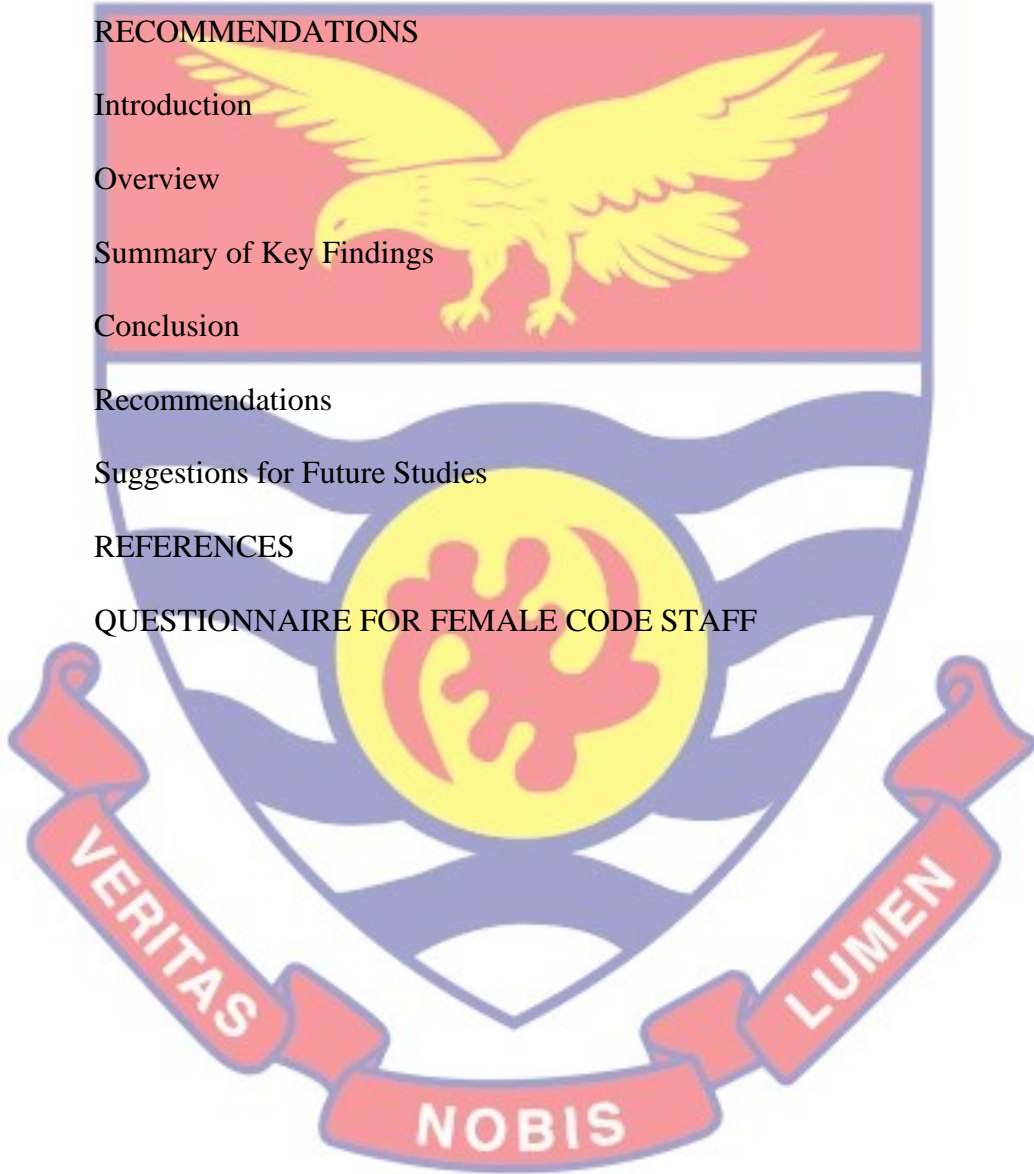 RECOMMENDATIONS
Introduction
Overview
Summary of Key Findings
Conclusion
Recommendations
Suggestions for Future Studies
REFERENCES
QUESTIONNAIRE FOR FEMALE CODE STAFF
VERITAS
NOBIS
LUMEN